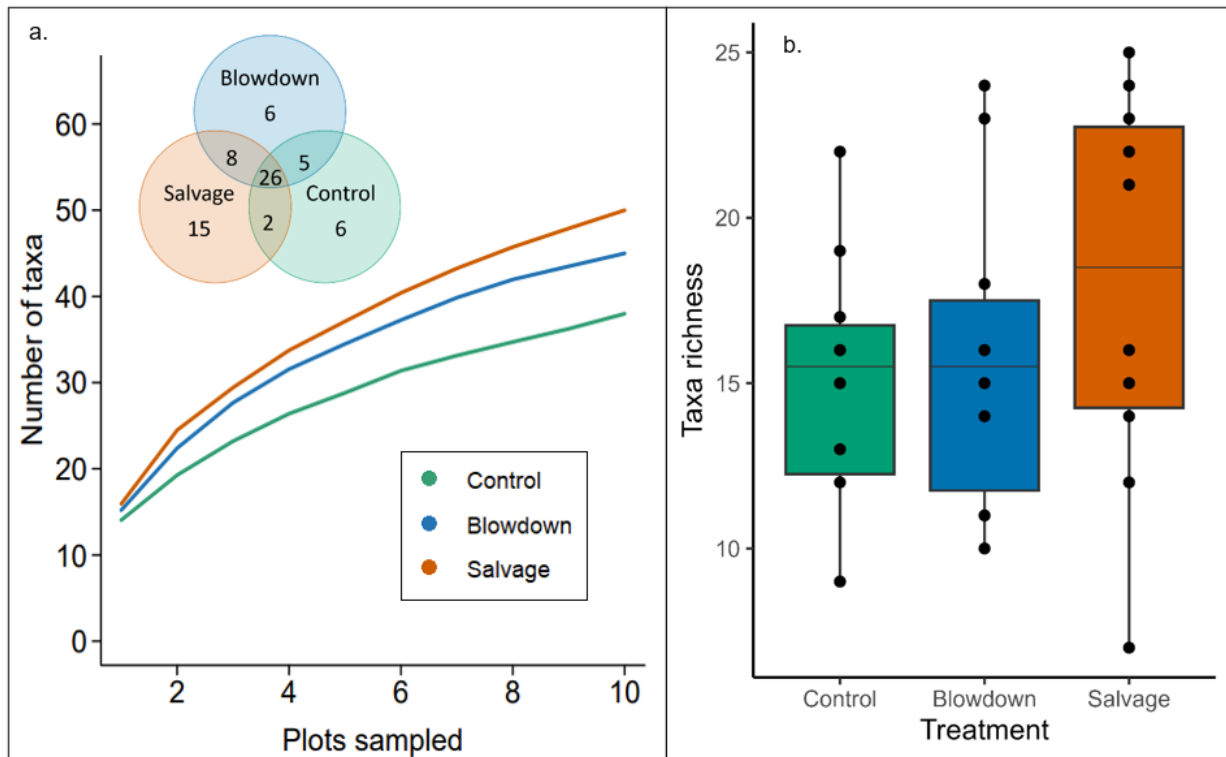 a.
Blowdown
6
8
5
26
Salvage
Control
15
2
6
Number of taxa
60
50
40
30
20
10
0
Control
Blowdown
Salvage
2 4 6 8 10
Plots sampled
b.
Taxa richness
25
20
15
10
Control Blowdown Salvage
Treatment